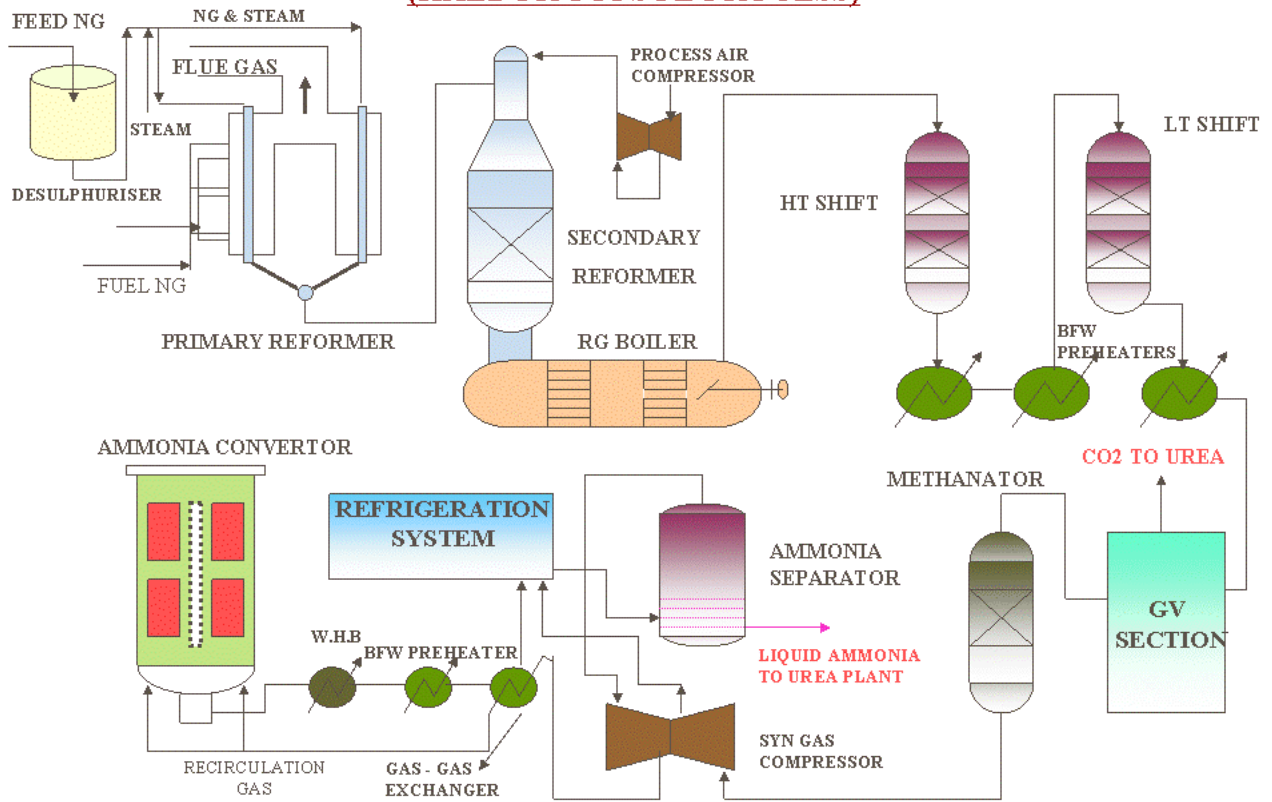 FEED NG
NG & STEAM
FLUE GAS
PROCESS AIR
COMPRESSOR
LT SHIFT
STEAM
DESULPHURISER
HT SHIFT
SECONDARY
REFORMER
FUEL NG
PRIMARY REFORMER
RG BOILER
BFW
PREHEATERS
AMMONIA CONVERTOR
CO2 TO UREA
METHANATOR
REFRIGERATION
SYSTEM
AMMONIA
SEPARATOR
GV
SECTION
W.H.B
BFW PREHEATER
LIQUID AMMONIA
TO UREA PLANT
SYN GAS
COMPRESSOR
RECIRCULATION
GAS
GAS - GAS
EXCHANGER